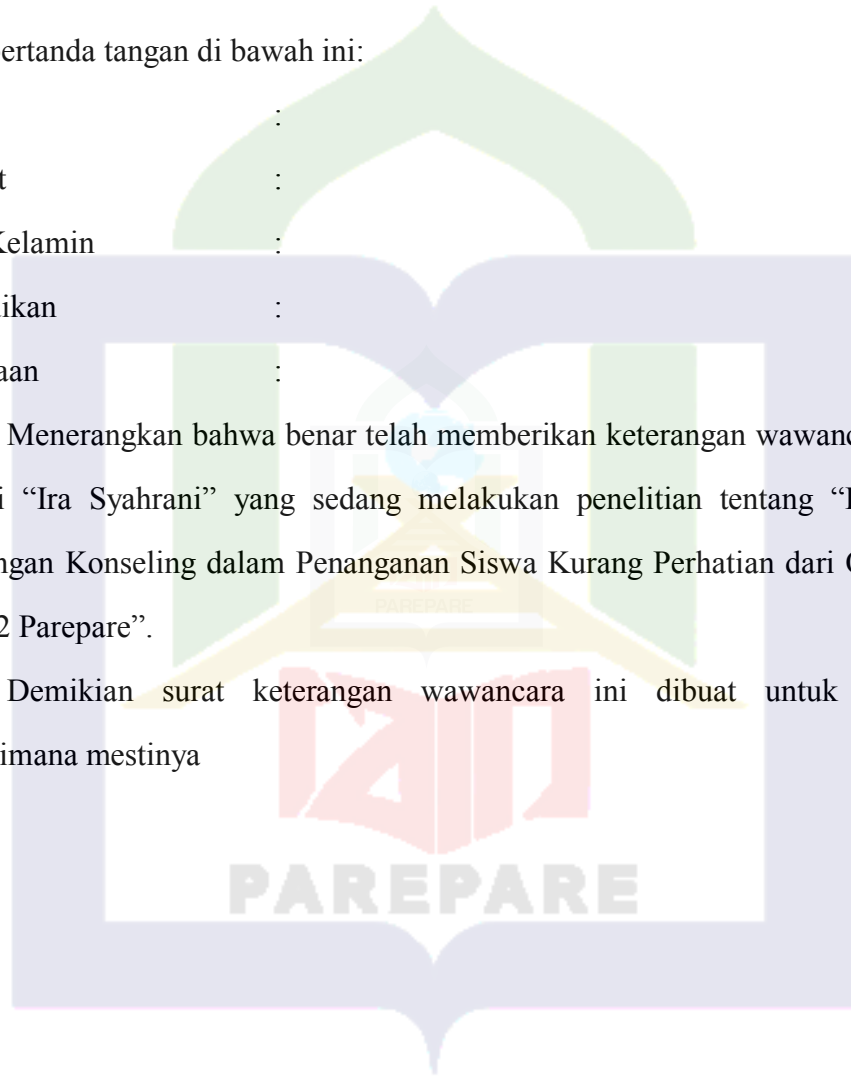 ertanda tangan di bawah ini:
:
t :
Kelamin :
ikan :
aan :
Menerangkan bahwa benar telah memberikan keterangan wawanc
i “Ira Syahrani” yang sedang melakukan penelitian tentang “
ngan Konseling dalam Penanganan Siswa Kurang Perhatian dari
2 Parepare”.
Demikian surat keterangan wawancara ini dibuat untuk
imana mestinya
PAREPARE
iain
PAREPARE